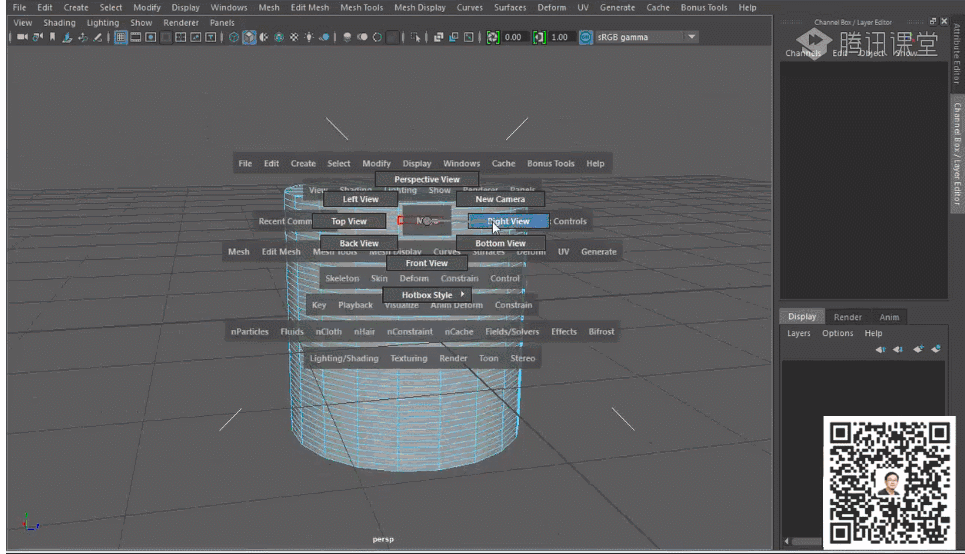 File Edit Create Select Modify Display Windows Mesh Edit Mesh Mesh Tools Mesh Display Curves Surfaces Deform UV Generate Cache Bonus Tools Help
View Shading Lighting Show Renderer Panels
Channel Box / Layer Editor
0.00 1.00 sRGB gamma
腾讯课堂
Channels Edit Object Show
Attribute Editor
Channel Box / Layer Editor
File Edit Create Select Modify Display Windows Cache Bonus Tools Help
Perspective View
View Shading Lighting Show Renderer Panels
Left View New Camera
Recent Comm Top View Right View Controls
Back View Bottom View
Mesh Edit Mesh Mesh Tools Mesh Display Curves Surfaces Deform UV Generate
Front View
Skeleton Skin Deform Constrain Control
Hotbox Style
Key Playback Visualize Anim Deform Constrain
nParticles Fluids nCloth nHair nConstraint nCache Fields/Solvers Effects Bifrost
Lighting/Shading Texturing Render Toon Stereo
Display Render Anim
Layers Options Help
persp